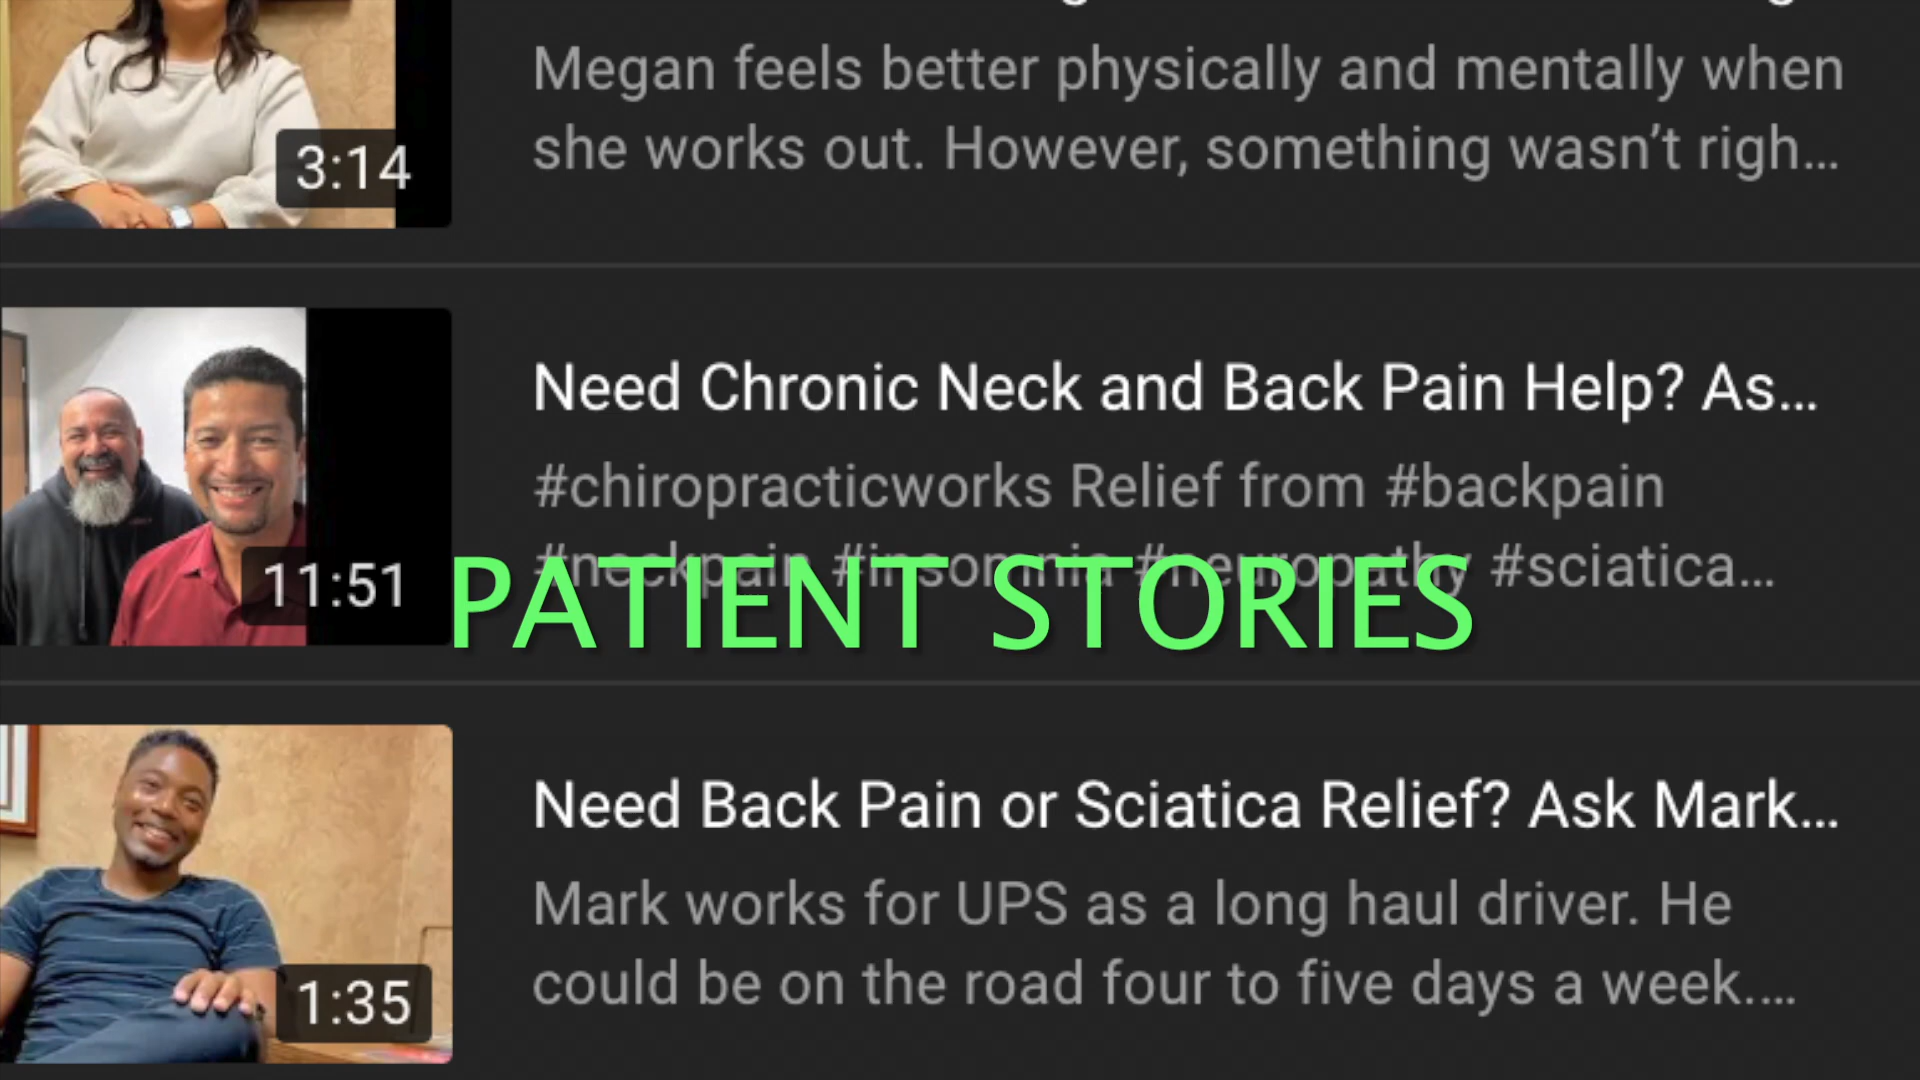 Megan feels better physically and mentally when
she works out. However, something wasn’t righ...
3:14
Need Chronic Neck and Back Pain Help? As...
#chiropracticworks Relief from #backpain
#neckpain #insomnia #neuropathy #sciatica...
11:51
PATIENT STORIES
Need Back Pain or Sciatica Relief? Ask Mark...
Mark works for UPS as a long haul driver. He
could be on the road four to five days a week....
1:35